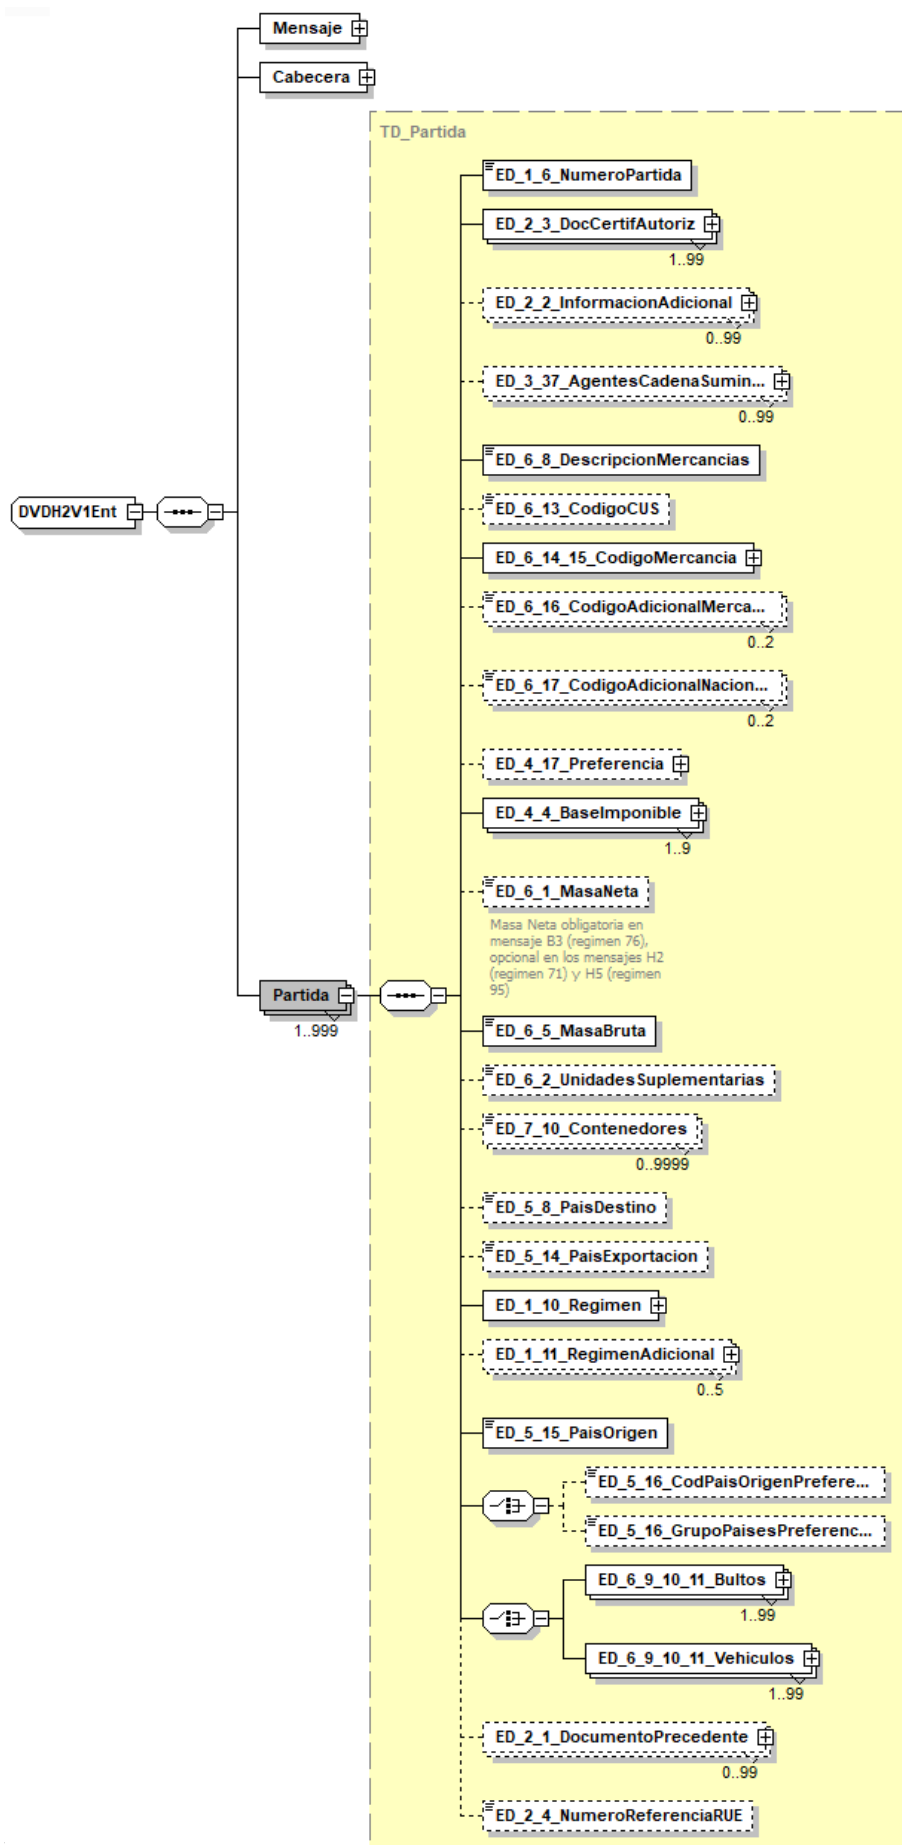 Mensaje
Cabecera
TD_Partida
ED_1_6_NumeroPartida
ED_2_3_DocCertifAutoriz
1..99
ED_2_2_InformacionAdicional
0..99
ED_3_37_AgentesCadenaSumin...
0..99
ED_6_8_DescripcionMercancias
ED_6_13_CodigoCUS
DVDH2V1Ent
ED_6_14_15_CodigoMercancia
ED_6_16_CodigoAdicionalMerca...
0..2
ED_6_17_CodigoAdicionalNacion...
0..2
ED_4_17_Preferencia
ED_4_4_BaseImponible
1..9
ED_6_1_MasaNeta
Masa Neta obligatoria en
mensaje B3 (regimen 76),
opcional en los mensajes H2
(regimen 71) y H5 (regimen
95)
Partida
1..999
ED_6_5_MasaBruta
ED_6_2_UnidadesSuplementarias
ED_7_10_Contenedores
0..9999
ED_5_8_PaisDestino
ED_5_14_PaisExportacion
ED_1_10_Regimen
ED_1_11_RegimenAdicional
0..5
ED_5_15_PaisOrigen
ED_5_16_CodPaisOrigenPrefere...
ED_5_16_GrupoPaisesPreferenc...
ED_6_9_10_11_Bultos
1..99
ED_6_9_10_11_Vehiculos
1..99
ED_2_1_DocumentoPrecedente
0..99
ED_2_4_NumeroReferenciaRUE